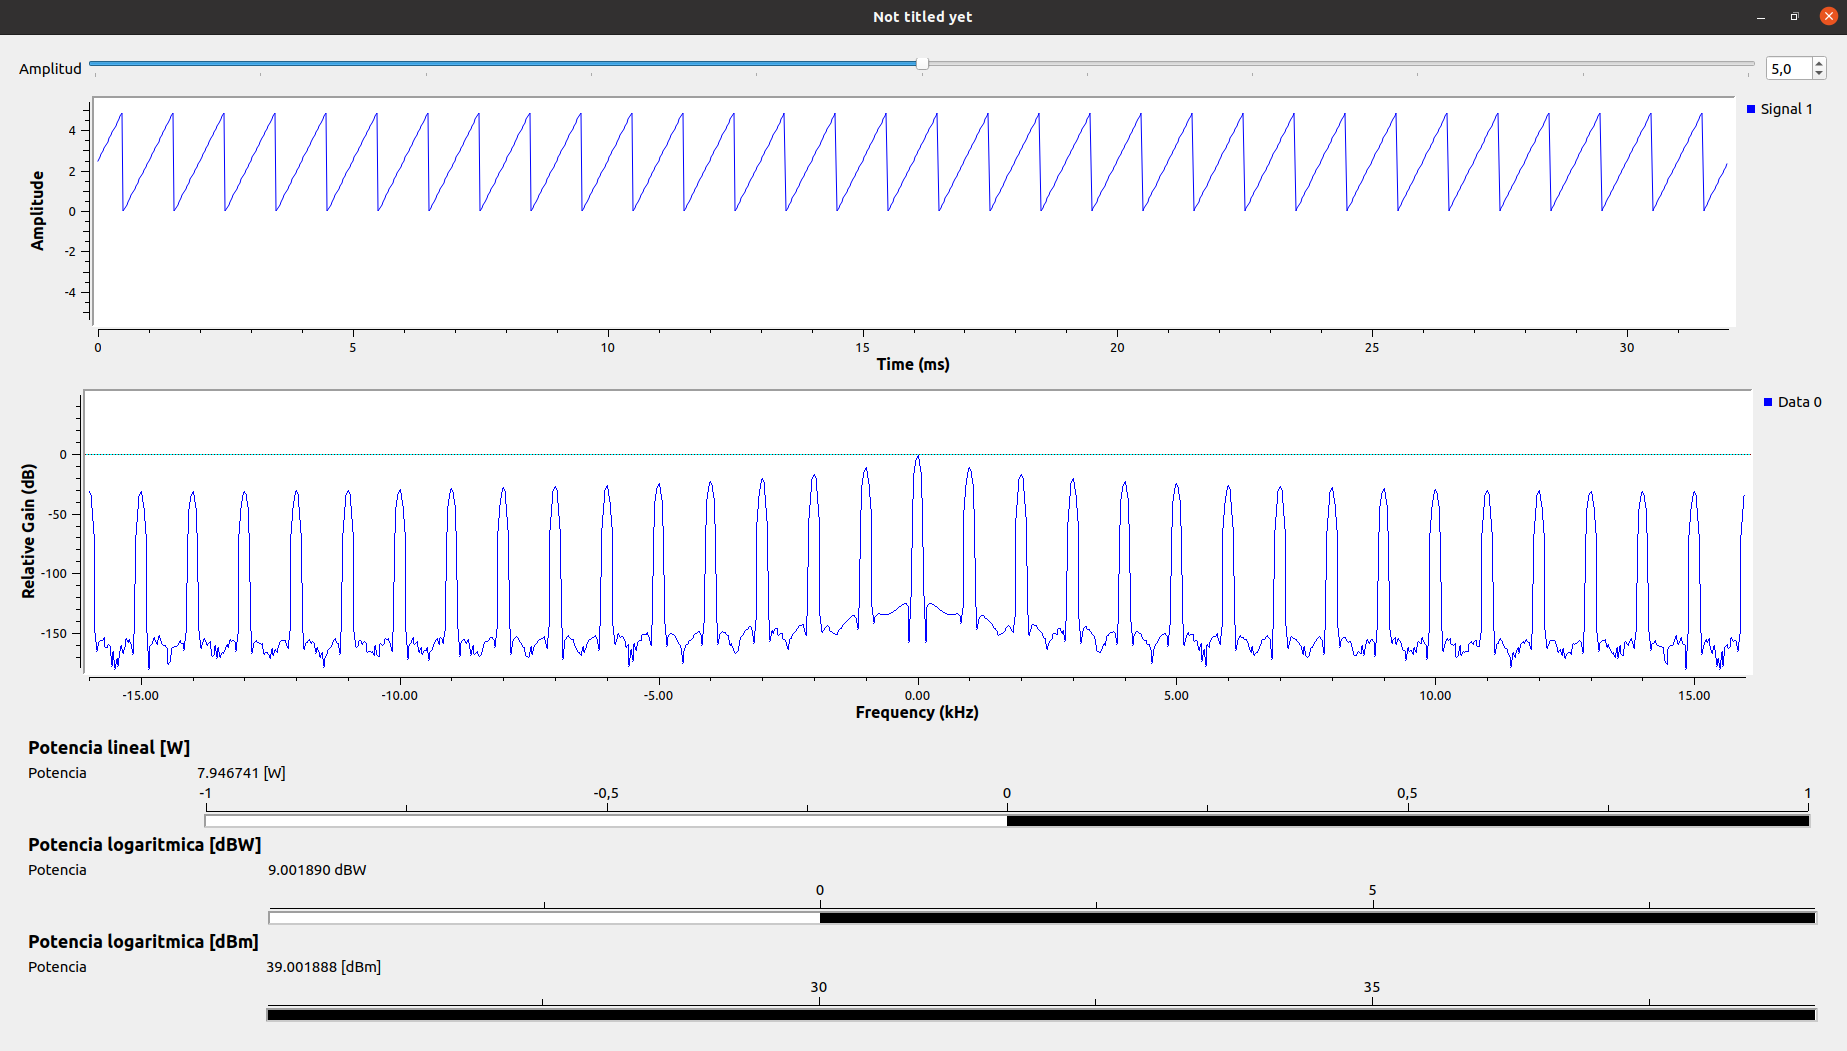 Not titled yet
Amplitud 5,0
Signal 1
4
2
0
-2
-4
Amplitude
0 5 10 15 20 25 30
Time (ms)
Data 0
0
-50
-100
-150
Relative Gain (dB)
-15.00 -10.00 -5.00 0.00 5.00 10.00 15.00
Frequency (kHz)
Potencia lineal [W]
Potencia 7.946741 [W]
-1 -0,5 0 0,5 1
Potencia logaritmica [dBW]
Potencia 9.001890 dBW
0 5
Potencia logaritmica [dBm]
Potencia 39.001888 [dBm]
30 35